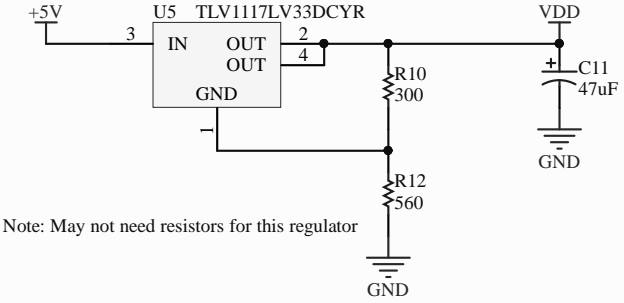 +5V
U5 TLV1117LV33DCYR
VDD
3
IN
OUT
2
OUT
4
GND
1
R10
300
C11
47uF
GND
R12
560
Note: May not need resistors for this regulator
GND